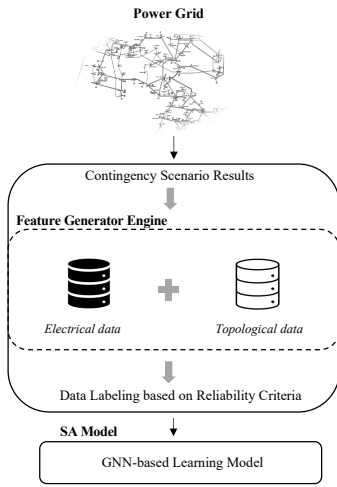 Power Grid
Contingency Scenario Results
Feature Generator Engine
Electrical data
Topological data
Data Labeling based on Reliability Criteria
SA Model
GNN-based Learning Model